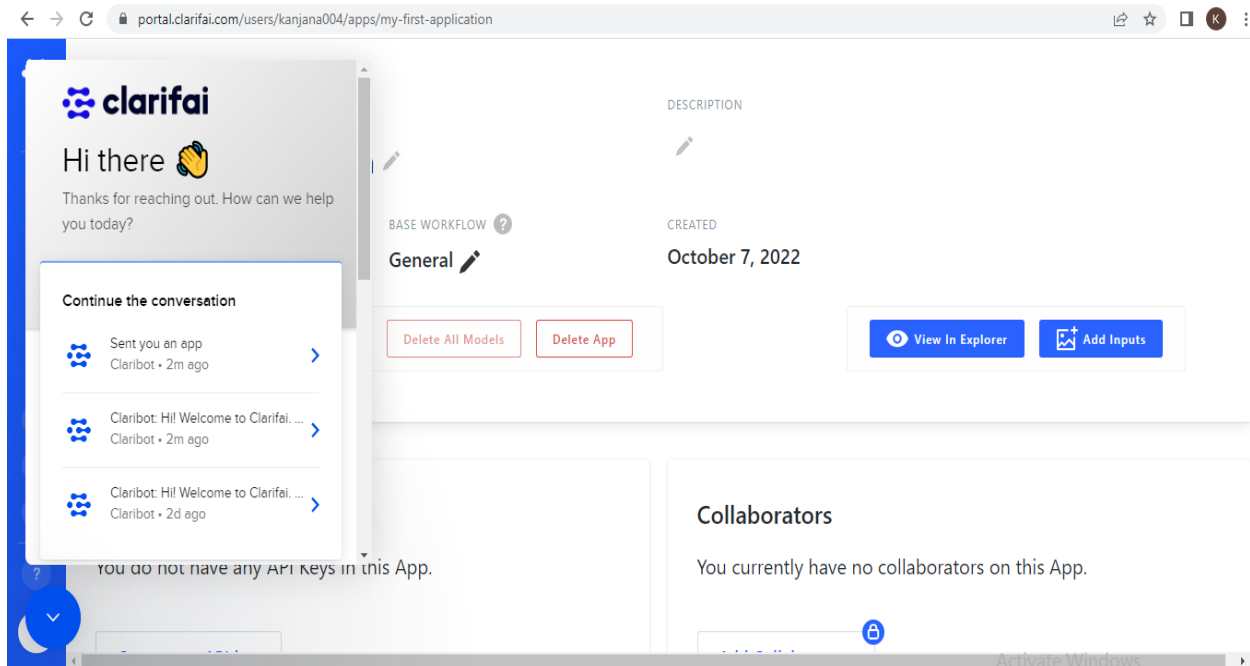 portal.clarifai.com/users/kanjana004/apps/my-first-application
K
clarifai
Hi there 👋
Thanks for reaching out. How can we help
you today?
Continue the conversation
Sent you an app
Claribot • 2m ago
Claribot: Hi! Welcome to Clarifai. ...
Claribot • 2m ago
Claribot: Hi! Welcome to Clarifai. ...
Claribot • 2d ago
DESCRIPTION
BASE WORKFLOW ?
General
CREATED
October 7, 2022
Delete All Models
Delete App
View In Explorer
Add Inputs
You do not have any API Keys in this App.
Collaborators
You currently have no collaborators on this App.
?
Activate Windows